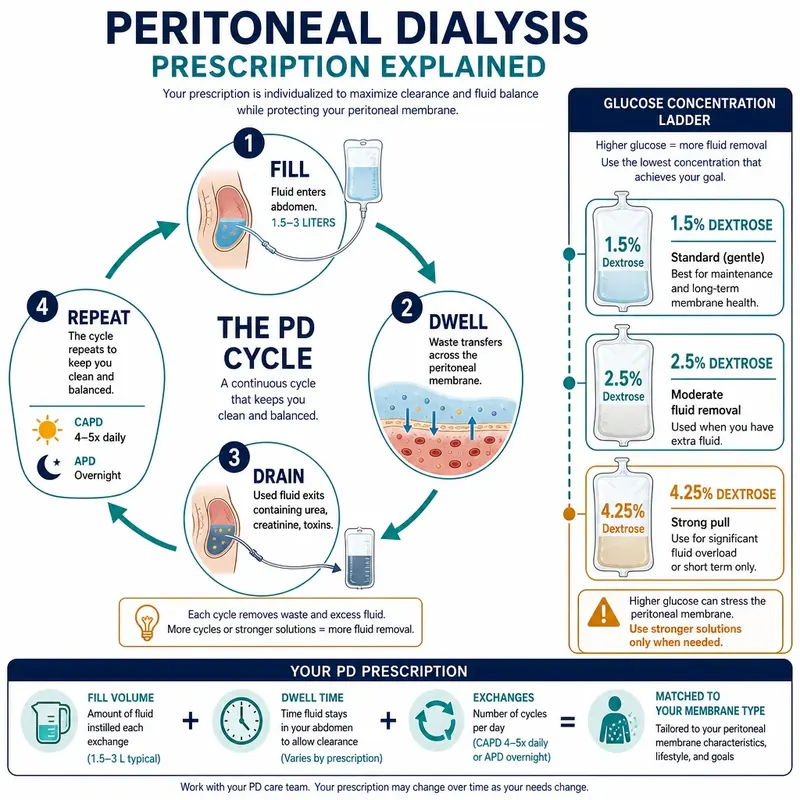 PERITONEAL DIALYSIS
PRESCRIPTION EXPLAINED
Your prescription is individualized to maximize clearance and fluid balance
while protecting your peritoneal membrane.
1
FILL
Fluid enters
abdomen.
1.5–3 LITERS
2
DWELL
Waste transfers
across the
peritoneal
membrane.
3
DRAIN
Used fluid exits
containing urea,
creatinine, toxins.
4
REPEAT
The cycle
repeats to
keep you
clean and
balanced.
CAPD
4–5x daily
APD
Overnight
THE PD
CYCLE
A continuous cycle
that keeps you
clean and balanced.
Each cycle removes waste and excess fluid.
More cycles or stronger solutions = more fluid removal.
GLUCOSE CONCENTRATION
LADDER
Higher glucose = more fluid removal
Use the lowest concentration that
achieves your goal.
1.5%
Dextrose
1.5% DEXTROSE
Standard (gentle)
Best for maintenance
and long-term
membrane health.
2.5%
Dextrose
2.5% DEXTROSE
Moderate
fluid removal
Used when you have
extra fluid.
4.25%
Dextrose
4.25% DEXTROSE
Strong pull
Use for significant
fluid overload
or short term only.
Higher glucose can stress the
peritoneal membrane.
Use stronger solutions
only when needed.
YOUR PD PRESCRIPTION
FILL VOLUME
Amount of fluid
instilled each
exchange
(1.5–3 L typical)
+
DWELL TIME
Time fluid stays
in your abdomen
to allow clearance
(Varies by prescription)
+
EXCHANGES
Number of cycles
per day
(CAPD 4–5x daily
or APD overnight)
=
MATCHED TO
YOUR MEMBRANE TYPE
Tailored to your peritoneal
membrane characteristics,
lifestyle, and goals
Work with your PD care team. Your prescription may change over time as your needs change.